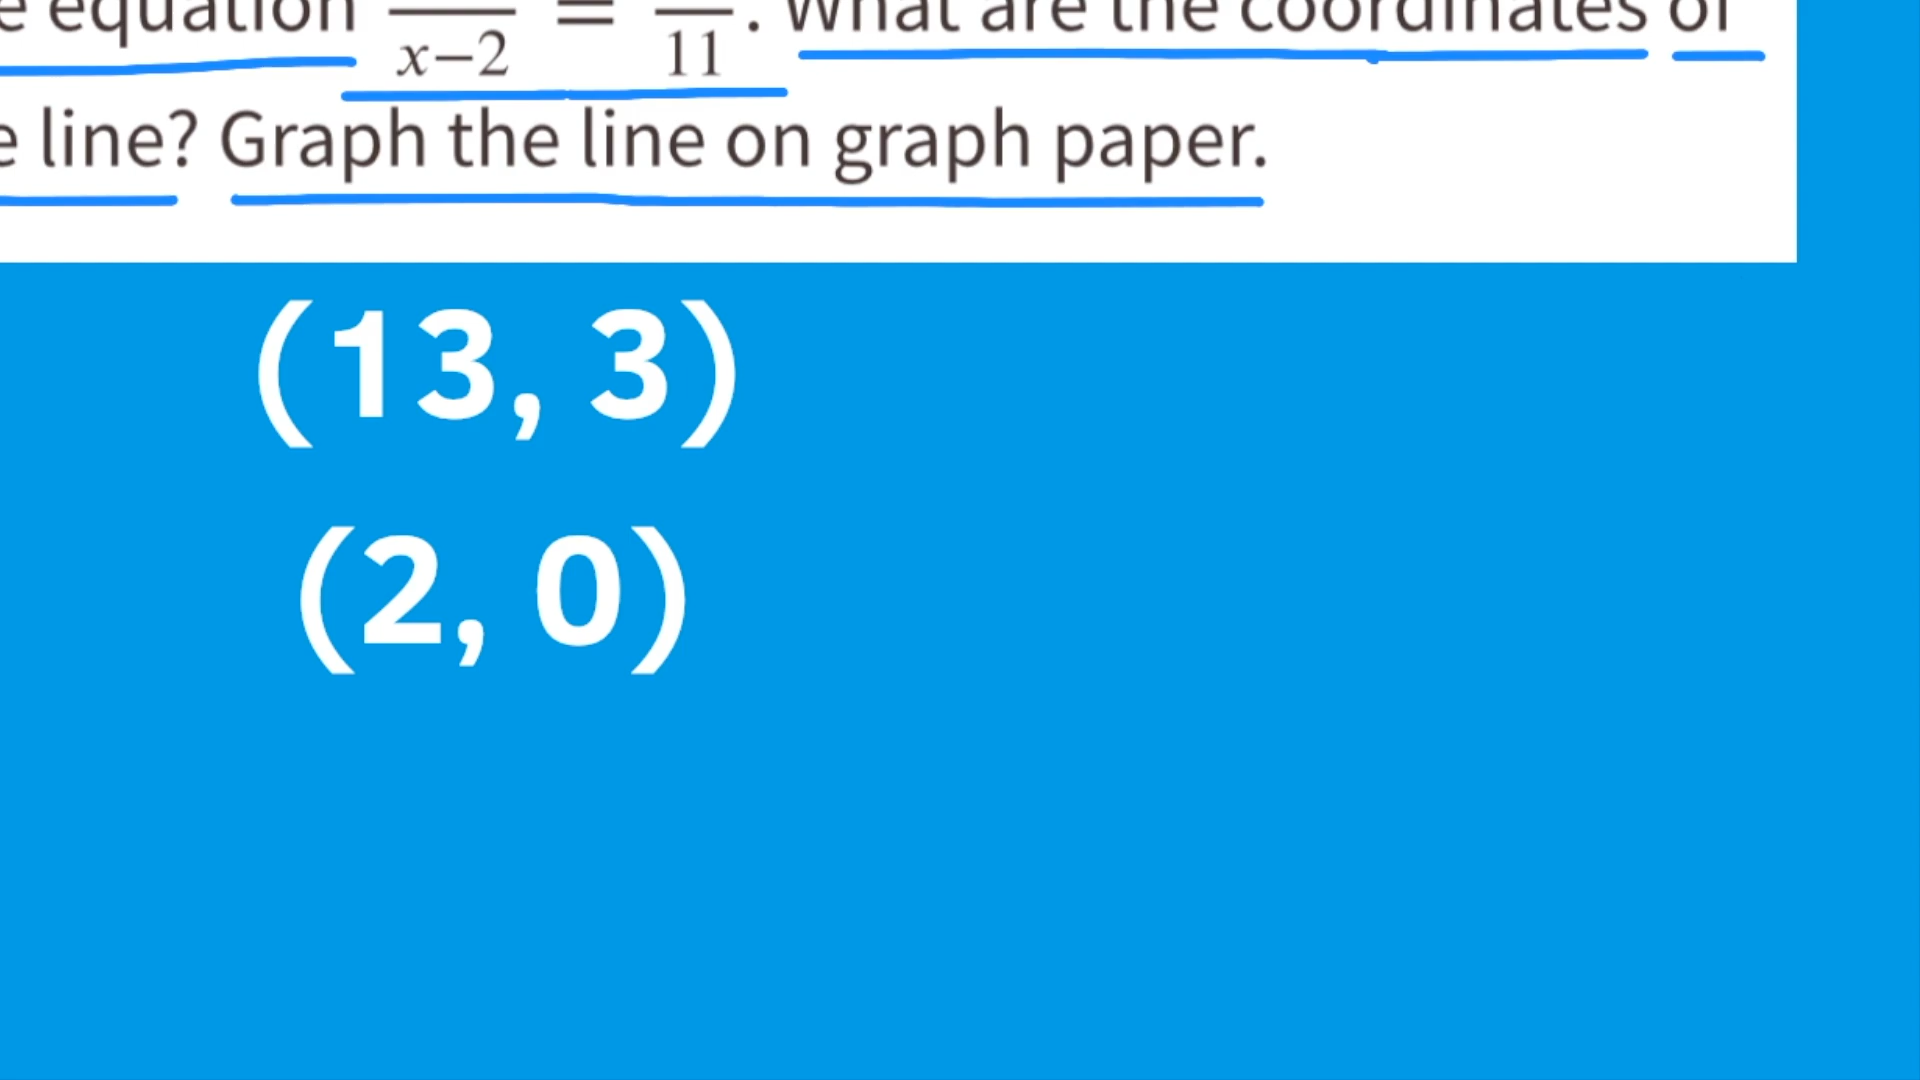 e equation x−2 = 11. What are the coordinates of
e line? Graph the line on graph paper.
(13, 3)
(2, 0)